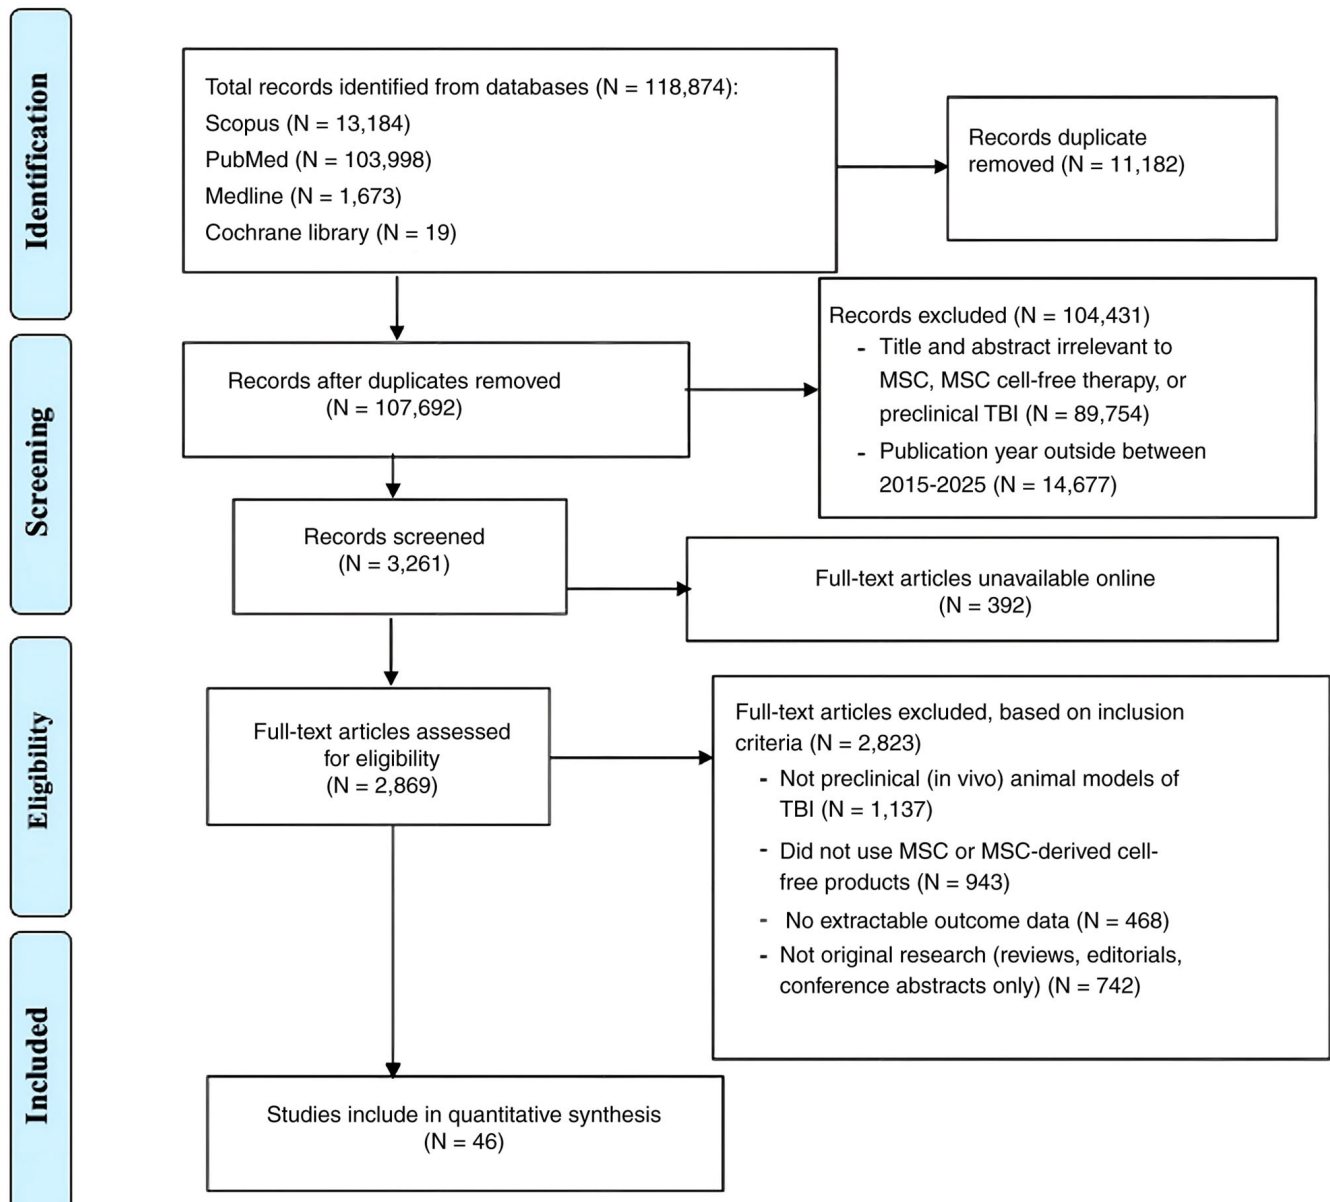 Identification
Total records identified from databases (N = 118,874):
Scopus (N = 13,184)
PubMed (N = 103,998)
Medline (N = 1,673)
Cochrane library (N = 19)
Records duplicate
removed (N = 11,182)
Screening
Records after duplicates removed
(N = 107,692)
Records excluded (N = 104,431)
- Title and abstract irrelevant to
MSC, MSC cell-free therapy, or
preclinical TBI (N = 89,754)
- Publication year outside between
2015-2025 (N = 14,677)
Records screened
(N = 3,261)
Full-text articles unavailable online
(N = 392)
Eligibility
Full-text articles assessed
for eligibility
(N = 2,869)
Full-text articles excluded, based on inclusion
criteria (N = 2,823)
- Not preclinical (in vivo) animal models of
TBI (N = 1,137)
- Did not use MSC or MSC-derived cell-
free products (N = 943)
- No extractable outcome data (N = 468)
- Not original research (reviews, editorials,
conference abstracts only) (N = 742)
Included
Studies include in quantitative synthesis
(N = 46)